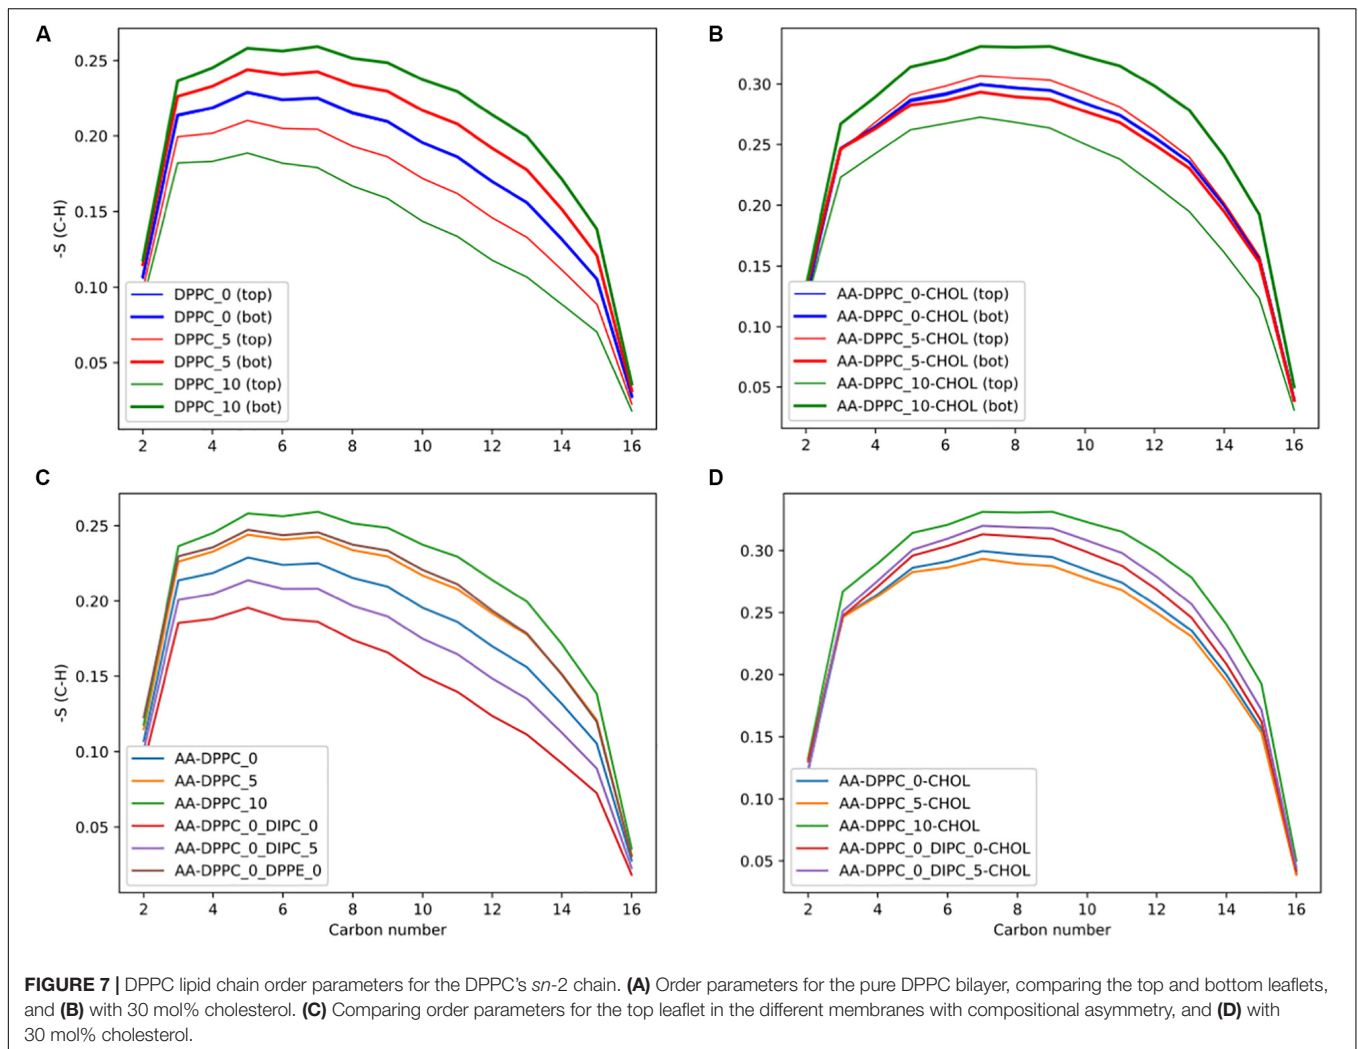 A
0.25
0.20
0.15
0.10
0.05
-S (C-H)
DPPC_0 (top)
DPPC_0 (bot)
DPPC_5 (top)
DPPC_5 (bot)
DPPC_10 (top)
DPPC_10 (bot)
2 4 6 8 10 12 14 16
B
0.30
0.25
0.20
0.15
0.10
0.05
AA-DPPC_0-CHOL (top)
AA-DPPC_0-CHOL (bot)
AA-DPPC_5-CHOL (top)
AA-DPPC_5-CHOL (bot)
AA-DPPC_10-CHOL (top)
AA-DPPC_10-CHOL (bot)
2 4 6 8 10 12 14 16
C
0.25
0.20
0.15
0.10
0.05
-S (C-H)
AA-DPPC_0
AA-DPPC_5
AA-DPPC_10
AA-DPPC_0_DIPC_0
AA-DPPC_0_DIPC_5
AA-DPPC_0_DPPE_0
2 4 6 8 10 12 14 16
Carbon number
D
0.30
0.25
0.20
0.15
0.10
0.05
AA-DPPC_0-CHOL
AA-DPPC_5-CHOL
AA-DPPC_10-CHOL
AA-DPPC_0_DIPC_0-CHOL
AA-DPPC_0_DIPC_5-CHOL
2 4 6 8 10 12 14 16
Carbon number
FIGURE 7 | DPPC lipid chain order parameters for the DPPC's sn-2 chain. (A) Order parameters for the pure DPPC bilayer, comparing the top and bottom leaflets,
and (B) with 30 mol% cholesterol. (C) Comparing order parameters for the top leaflet in the different membranes with compositional asymmetry, and (D) with
30 mol% cholesterol.